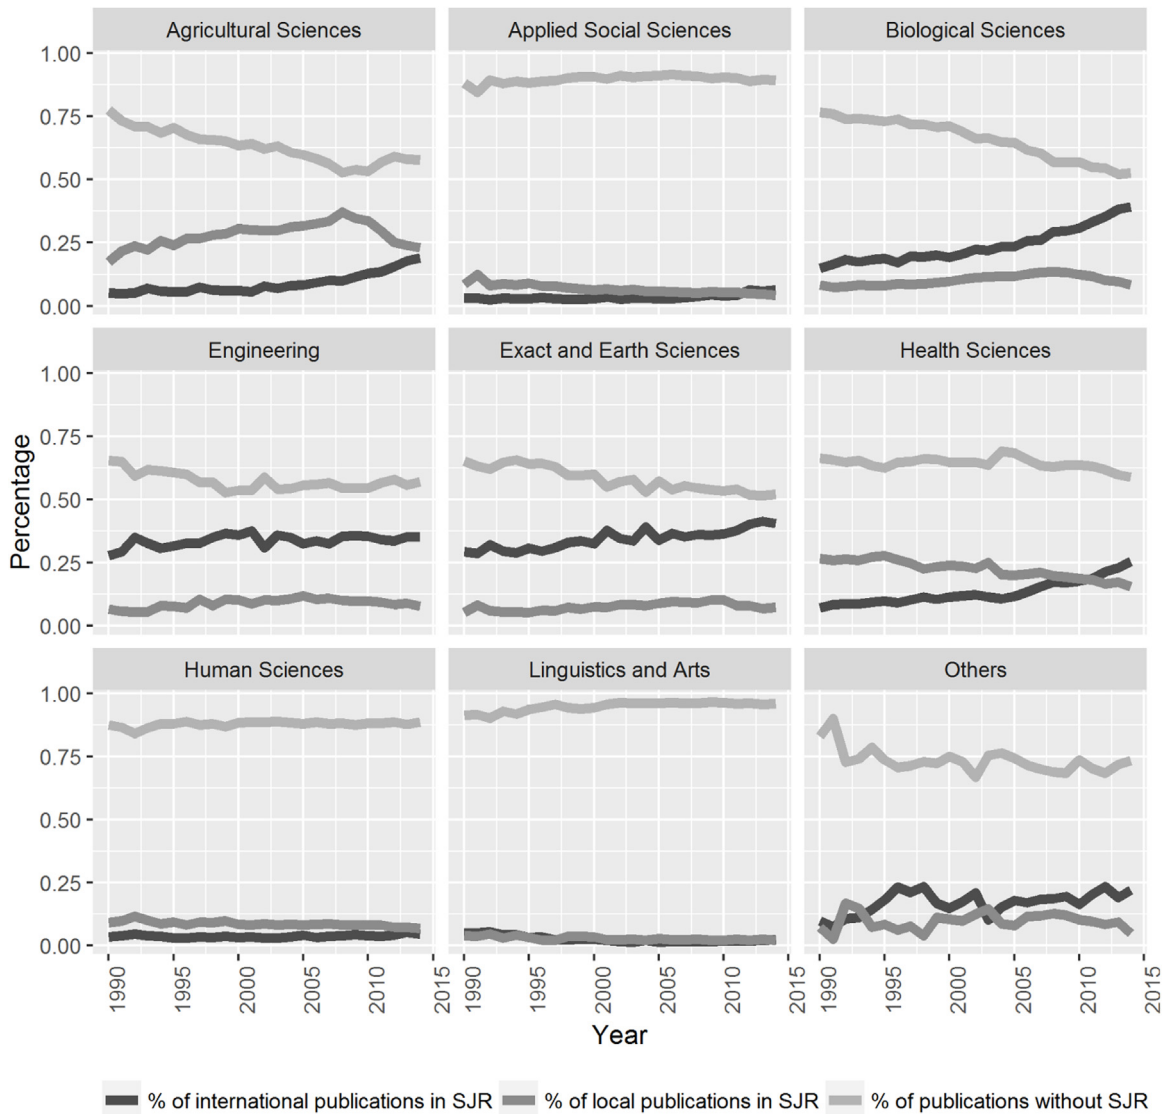 Agricultural Sciences
Applied Social Sciences
Biological Sciences
1.00
0.75
0.50
0.25
0.00
Engineering
Exact and Earth Sciences
Health Sciences
1.00
0.75
0.50
0.25
0.00
Percentage
Human Sciences
Linguistics and Arts
Others
1.00
0.75
0.50
0.25
0.00
1990 1995 2000 2005 2010 2015
1990 1995 2000 2005 2010 2015
1990 1995 2000 2005 2010 2015
Year
% of international publications in SJR
% of local publications in SJR
% of publications without SJR